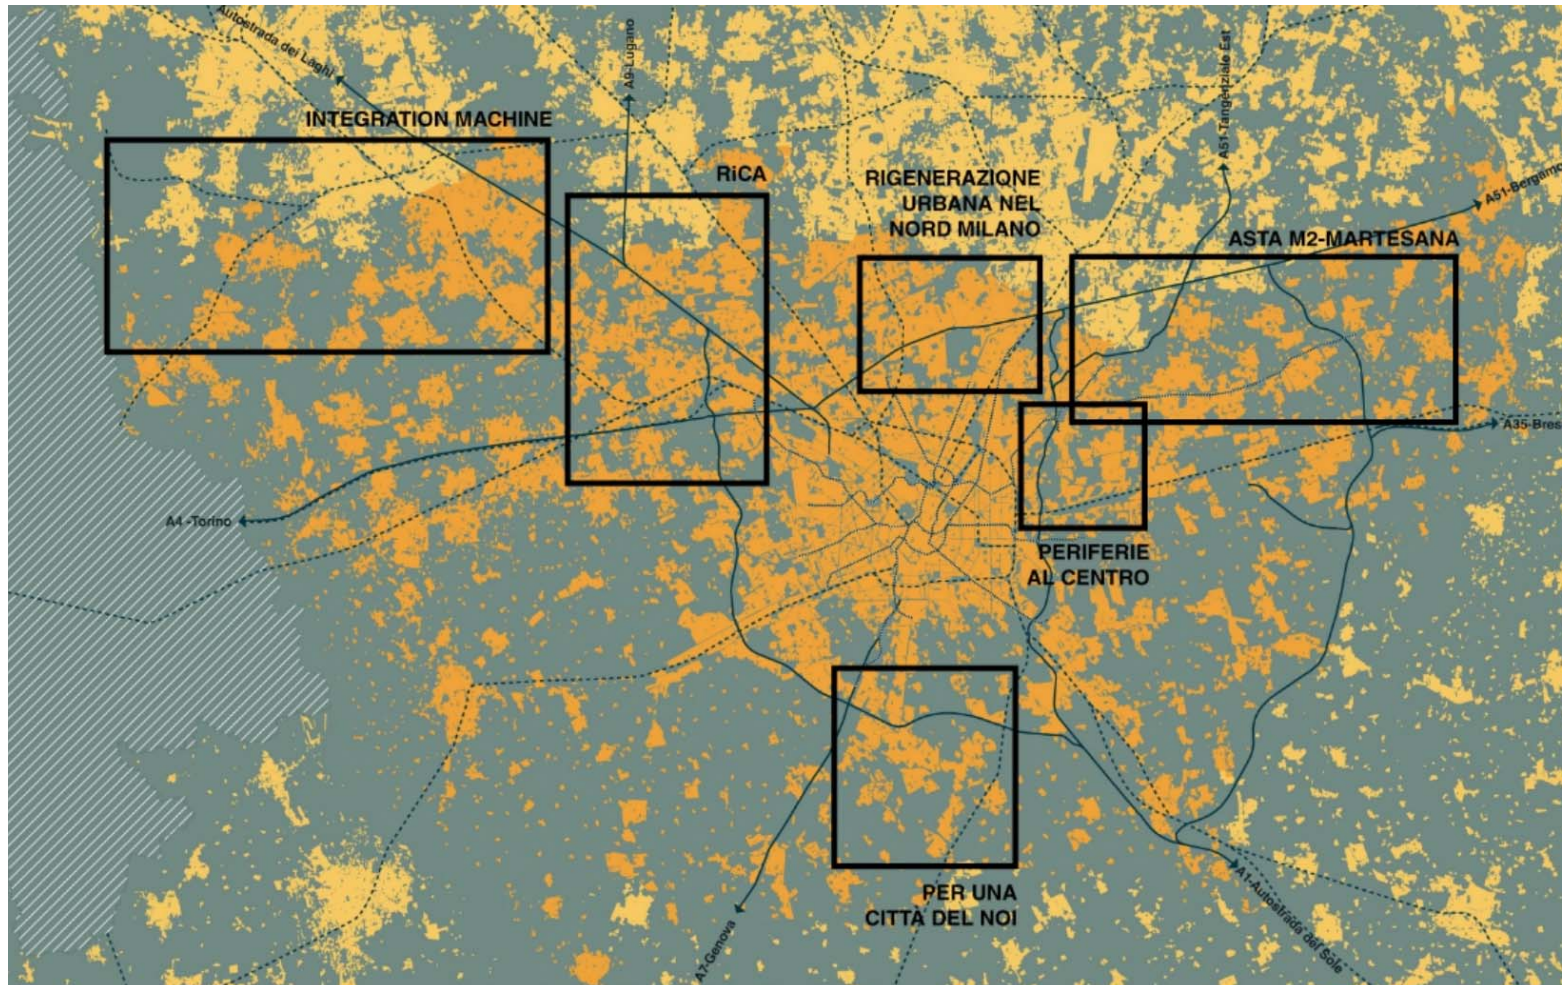 Autostrada dei Laghi
A9-Lugano
A51-Tangenziale Est
INTEGRATION MACHINE
RiCA
RIGENERAZIONE
URBANA NEL
NORD MILANO
A51-Bergamo
ASTA M2-MARTESANA
A35-Bres
A4 -Torino
PERIFERIE
AL CENTRO
PER UNA
CITTÀ DEL NOI
A7-Genova
A1-Autostrada del Sole